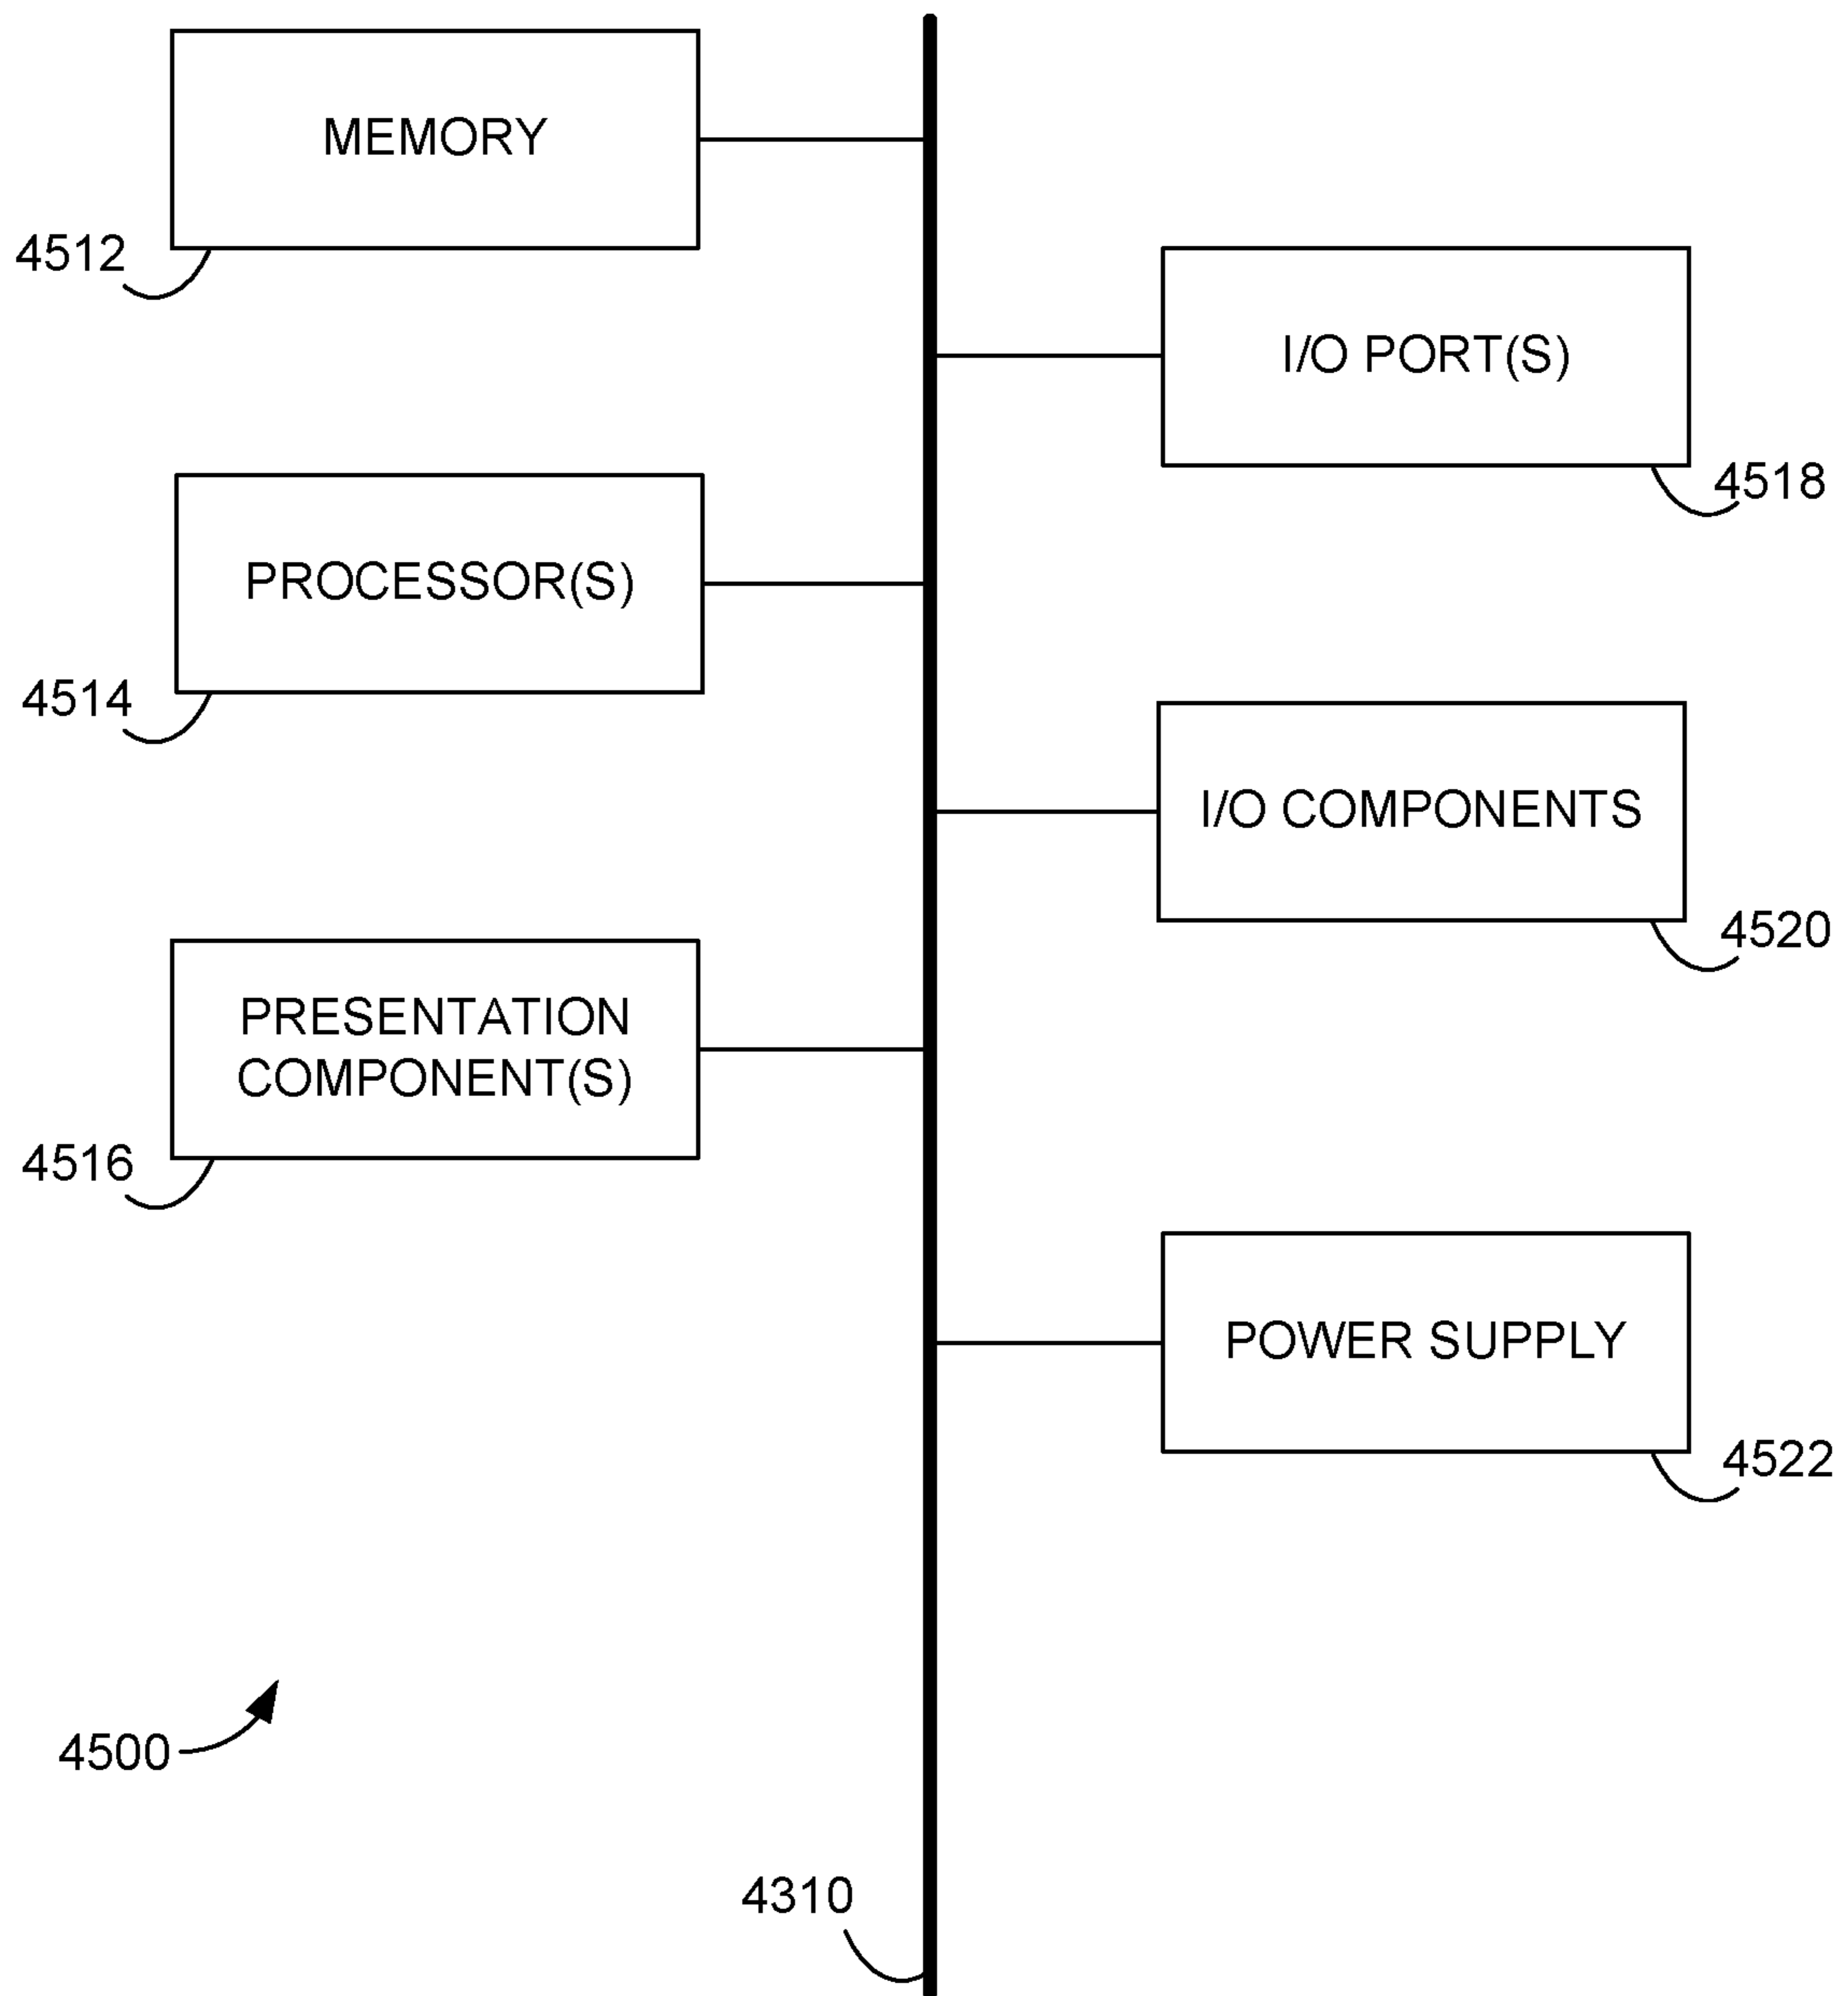 MEMORY
4512
I/O PORT(S)
4518
PROCESSOR(S)
4514
I/O COMPONENTS
4520
PRESENTATION
COMPONENT(S)
4516
POWER SUPPLY
4522
4500
4310